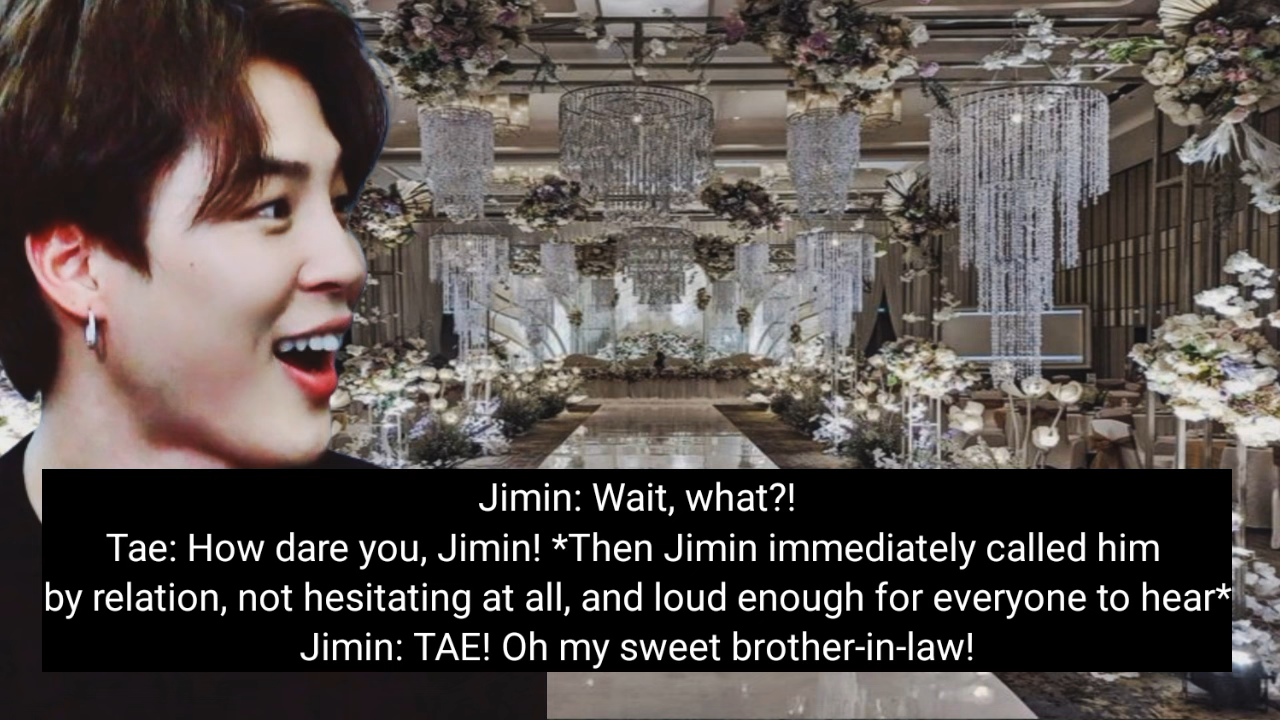 Jimin: Wait, what?!
Tae: How dare you, Jimin! *Then Jimin immediately called him
by relation, not hesitating at all, and loud enough for everyone to hear*
Jimin: TAE! Oh my sweet brother-in-law!